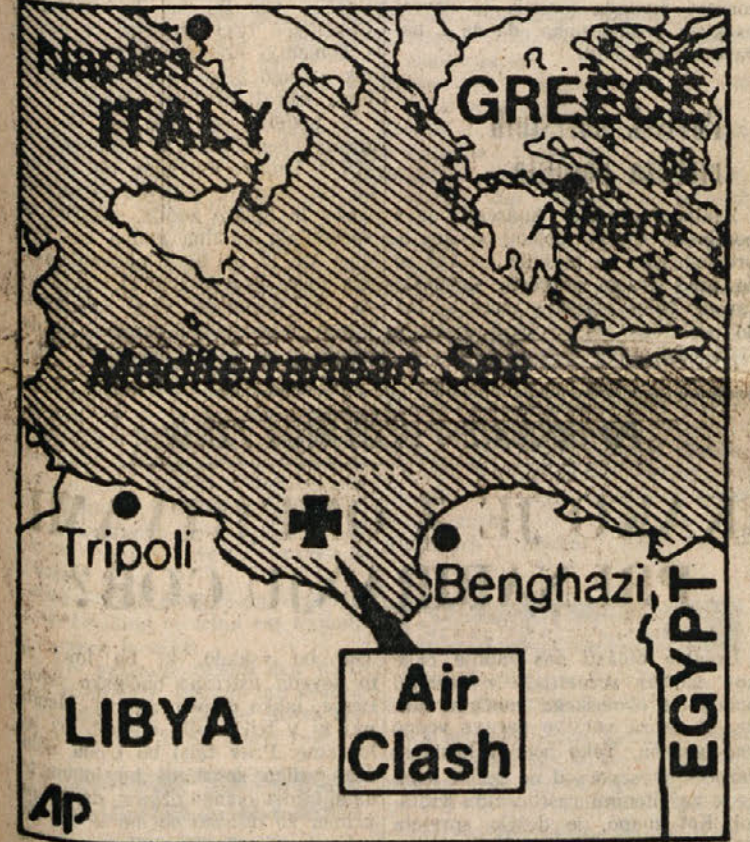 Naples
ITALY
GREECE
Athens
Mediterranean Sea
Tripoli
Benghazi
EGYPT
Air
Clash
LIBYA
AP